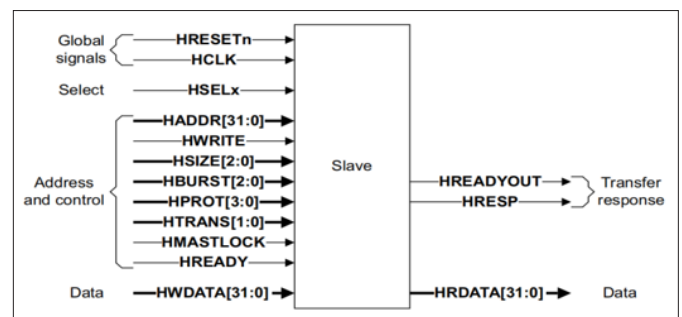 Global signals
HRESETn
HCLK
Select
HSELx
Address and control
HADDR[31:0]
HWRITE
HSIZE[2:0]
HBURST[2:0]
HPROT[3:0]
HTRANS[1:0]
HMASTLOCK
HREADY
Data
HWDATA[31:0]
Slave
HREADYOUT
HRESP
Transfer response
HRDATA[31:0]
Data